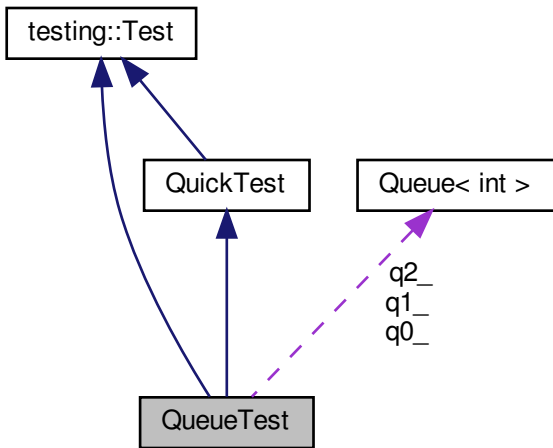 testing::Test
QuickTest
Queue< int >
q2_
q1_
q0_
QueueTest